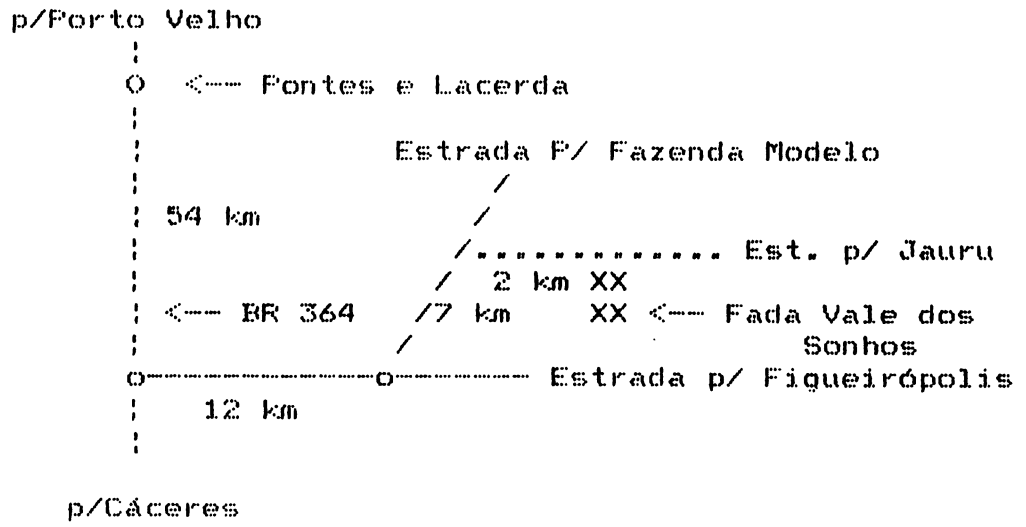 p/Porto Velho
<--- Pontes e Lacerda
Estrada P/ Fazenda Modelo
54 km
Est. p/ Jauru
2 km XX
<--- BR 364 7 km XX <--- Fada Vale dos
Sonhos
Estrada p/ Figueirópolis
12 km
p/Cáceres